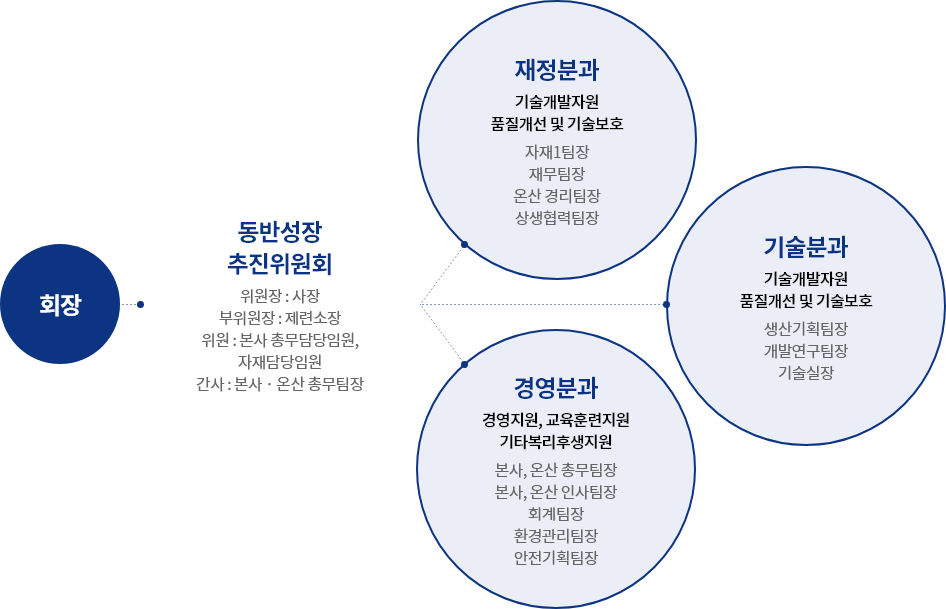 회장
동반성장
추진위원회
위원장 : 사장
부위원장 : 제련소장
위원 : 본사 총무담당임원,
자재담당임원
간사 : 본사 · 온산 총무팀장
재정분과
기술개발자원
품질개선 및 기술보호
자재1팀장
재무팀장
온산 경리팀장
상생협력팀장
기술분과
기술개발자원
품질개선 및 기술보호
생산기획팀장
개발연구팀장
기술실장
경영분과
경영지원, 교육훈련지원
기타복리후생지원
본사, 온산 총무팀장
본사, 온산 인사팀장
회계팀장
환경관리팀장
안전기획팀장